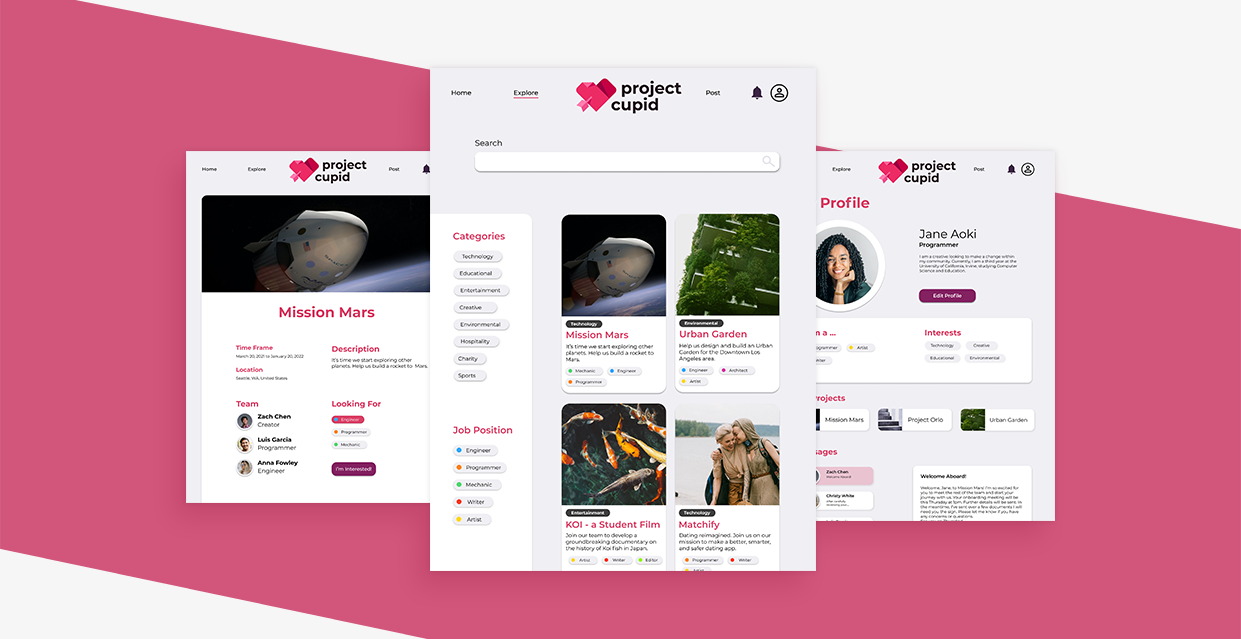 Home
Explore
project
cupid
Post
Mission Mars
Time Frame
March 20, 2021 to January 20, 2022
Location
Seattle, WA, United States
Description
It's time we start exploring other
planets. Help us build a rocket to Mars.
Team
Zach Chen
Creator
Luis Garcia
Programmer
Anna Fowley
Engineer
Looking For
Engineer
Programmer
Mechanic
I'm Interested!
Home
Explore
project
cupid
Post
Search
Categories
Technology
Educational
Entertainment
Creative
Environmental
Hospitality
Charity
Sports
Job Position
Engineer
Programmer
Mechanic
Writer
Artist
Technology
Mission Mars
It's time we start exploring other
planets. Help us build a rocket to
Mars.
Mechanic
Engineer
Programmer
Environmental
Urban Garden
Help us design and build an Urban
Garden for the Downtown Los
Angeles area.
Engineer
Architect
Artist
Entertainment
KOI - a Student Film
Join our team to develop a
groundbreaking documentary on
the history of Koi fish in Japan.
Artist
Writer
Editor
Technology
Matchify
Dating reimagined. Join us on our
mission to make a better, smarter,
and safer dating app.
Programmer
Writer
Artist
Explore
project
cupid
Post
Profile
Jane Aoki
Programmer
I am a creative looking to make a change within
my community. Currently, I am a third year at the
University of California, Irvine, studying Computer
Science and Education.
Edit Profile
m a ...
ogrammer
Artist
riter
Interests
Technology
Creative
Educational
Environmental
rojects
Mission Mars
Project Orlo
Urban Garden
sages
Zach Chen
Welcome Aboard!
Christy White
Welcome Aboard!
Welcome, Jane, to Mission Mars! I'm so excited for
you to meet the rest of the team and start your
journey with us. Your onboarding meeting will be
this Thursday at 1pm. Further details will be sent. In
the meantime, I've sent over a few documents I will
need you the sign. Please let me know if you have
any concerns or questions.